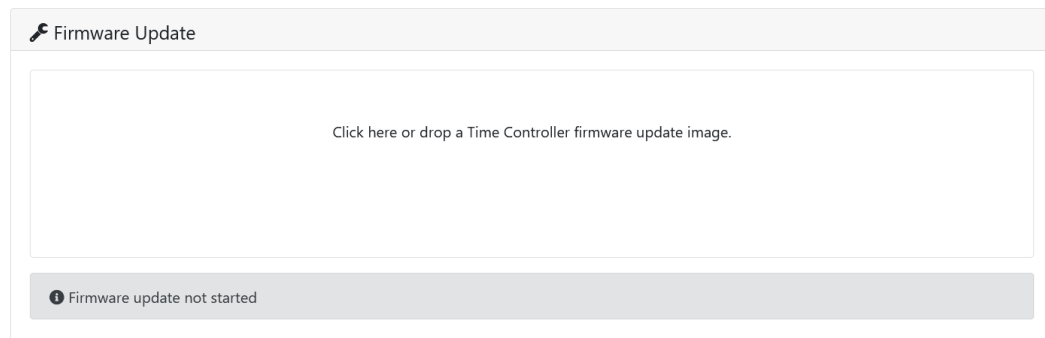 Firmware Update
Click here or drop a Time Controller firmware update image.
Firmware update not started